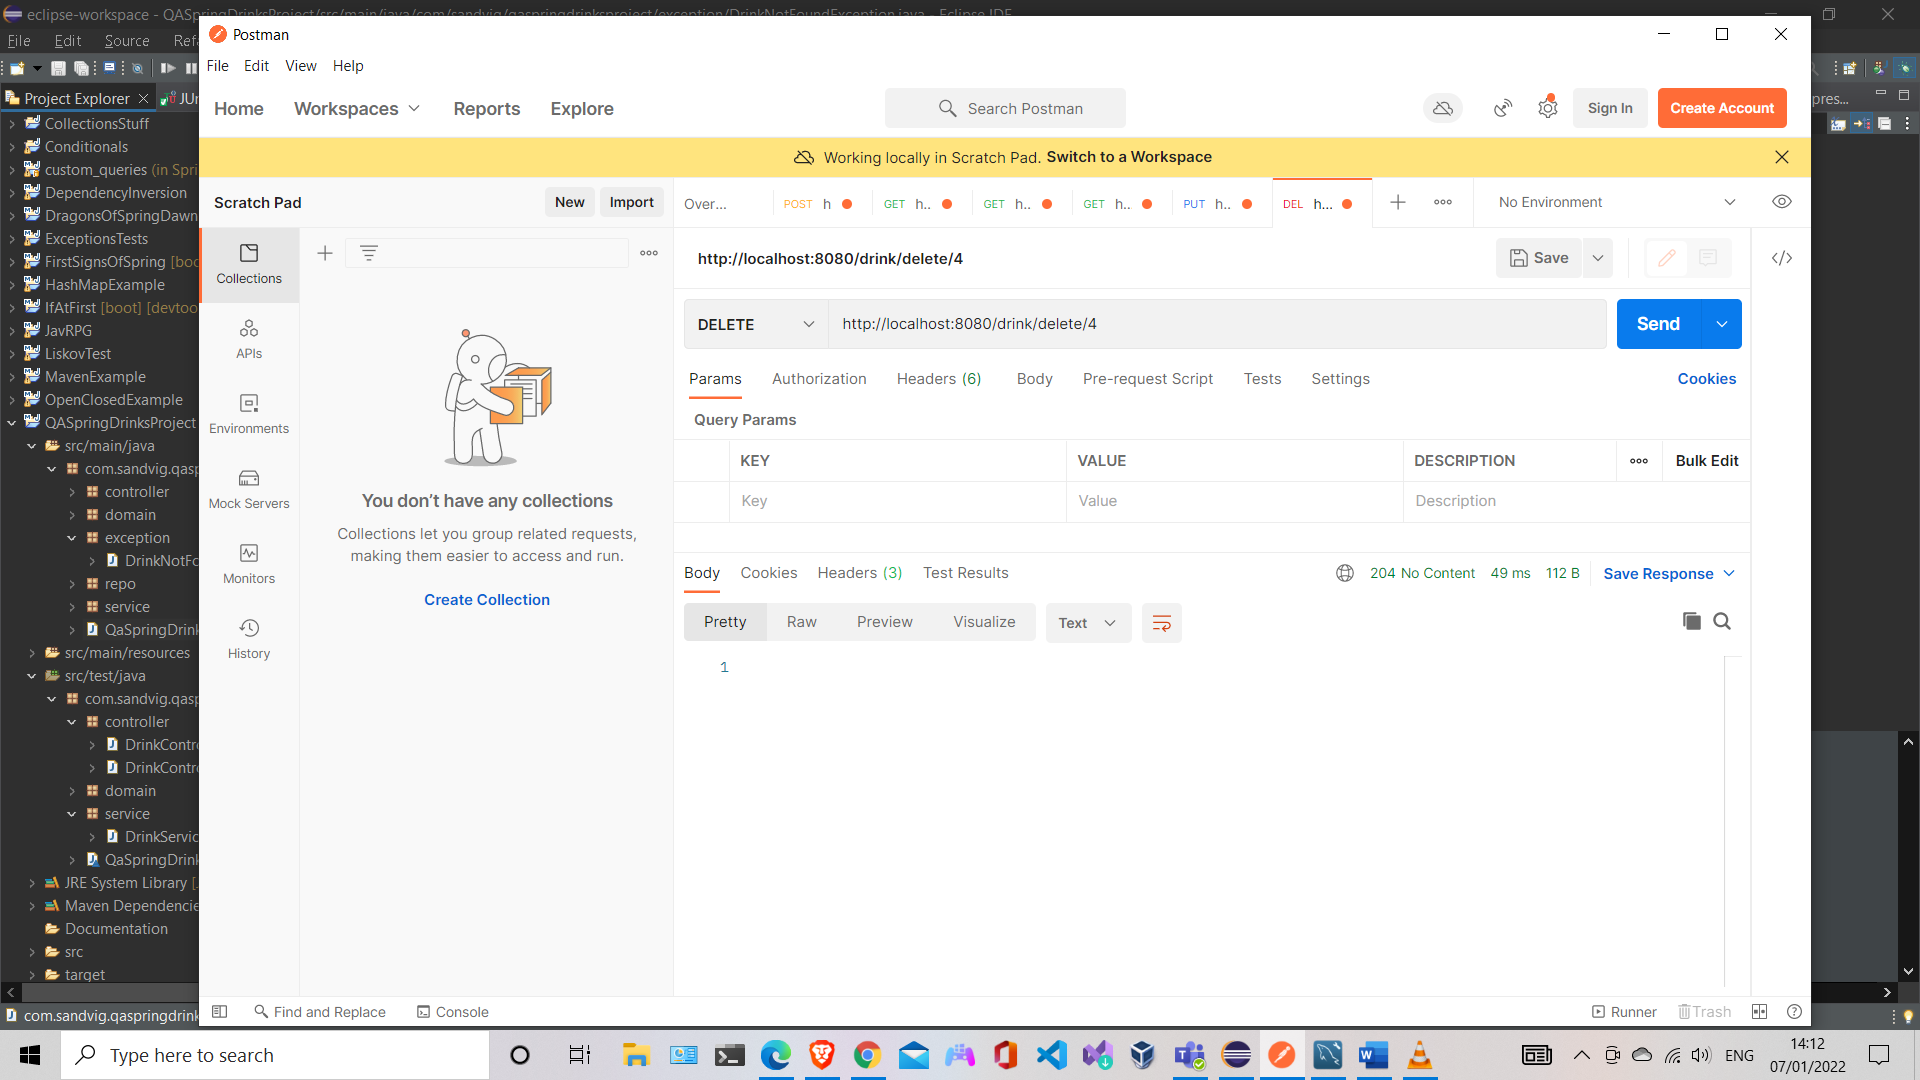 eclipse-workspace - QASpringDrinksProject/src/main/java/com/sandvig/qaspringdrinksproject/exception/DrinkNotFoundException.java - Eclipse IDE
File Edit Source Refa
Postman
File Edit View Help
Home Workspaces Reports Explore
Search Postman
Sign In
Create Account
Working locally in Scratch Pad. Switch to a Workspace
Project Explorer
JUn
pres...
CollectionsStuff
Conditionals
custom_queries (in Spri
DependencyInversion
DragonsOfSpringDawn
ExceptionsTests
FirstSignsOfSpring [boo
HashMapExample
IfAtFirst [boot] [devtoo
JavRPG
LiskovTest
MavenExample
OpenClosedExample
QASpringDrinksProject
src/main/java
com.sandvig.qasp
controller
domain
exception
DrinkNotFo
repo
service
QaSpringDrink
src/main/resources
src/test/java
com.sandvig.qasp
controller
DrinkContro
DrinkContro
domain
service
DrinkServic
QaSpringDrink
JRE System Library [
Maven Dependencie
Documentation
src
target
com.sandvig.qaspringdrink
Scratch Pad
New
Import
Collections
APIs
Environments
Mock Servers
Monitors
History
You don't have any collections
Collections let you group related requests,
making them easier to access and run.
Create Collection
Over...
POST h
GET h..
GET h..
GET h..
PUT h..
DEL h...
No Environment
http://localhost:8080/drink/delete/4
Save
DELETE
http://localhost:8080/drink/delete/4
Send
Params Authorization Headers (6) Body Pre-request Script Tests Settings
Cookies
Query Params
KEY VALUE DESCRIPTION
Bulk Edit
Key Value Description
Body Cookies Headers (3) Test Results
204 No Content 49 ms 112 B
Save Response
Pretty Raw Preview Visualize
Text
1
Find and Replace
Console
Runner
Trash
Type here to search
ENG
14:12
07/01/2022